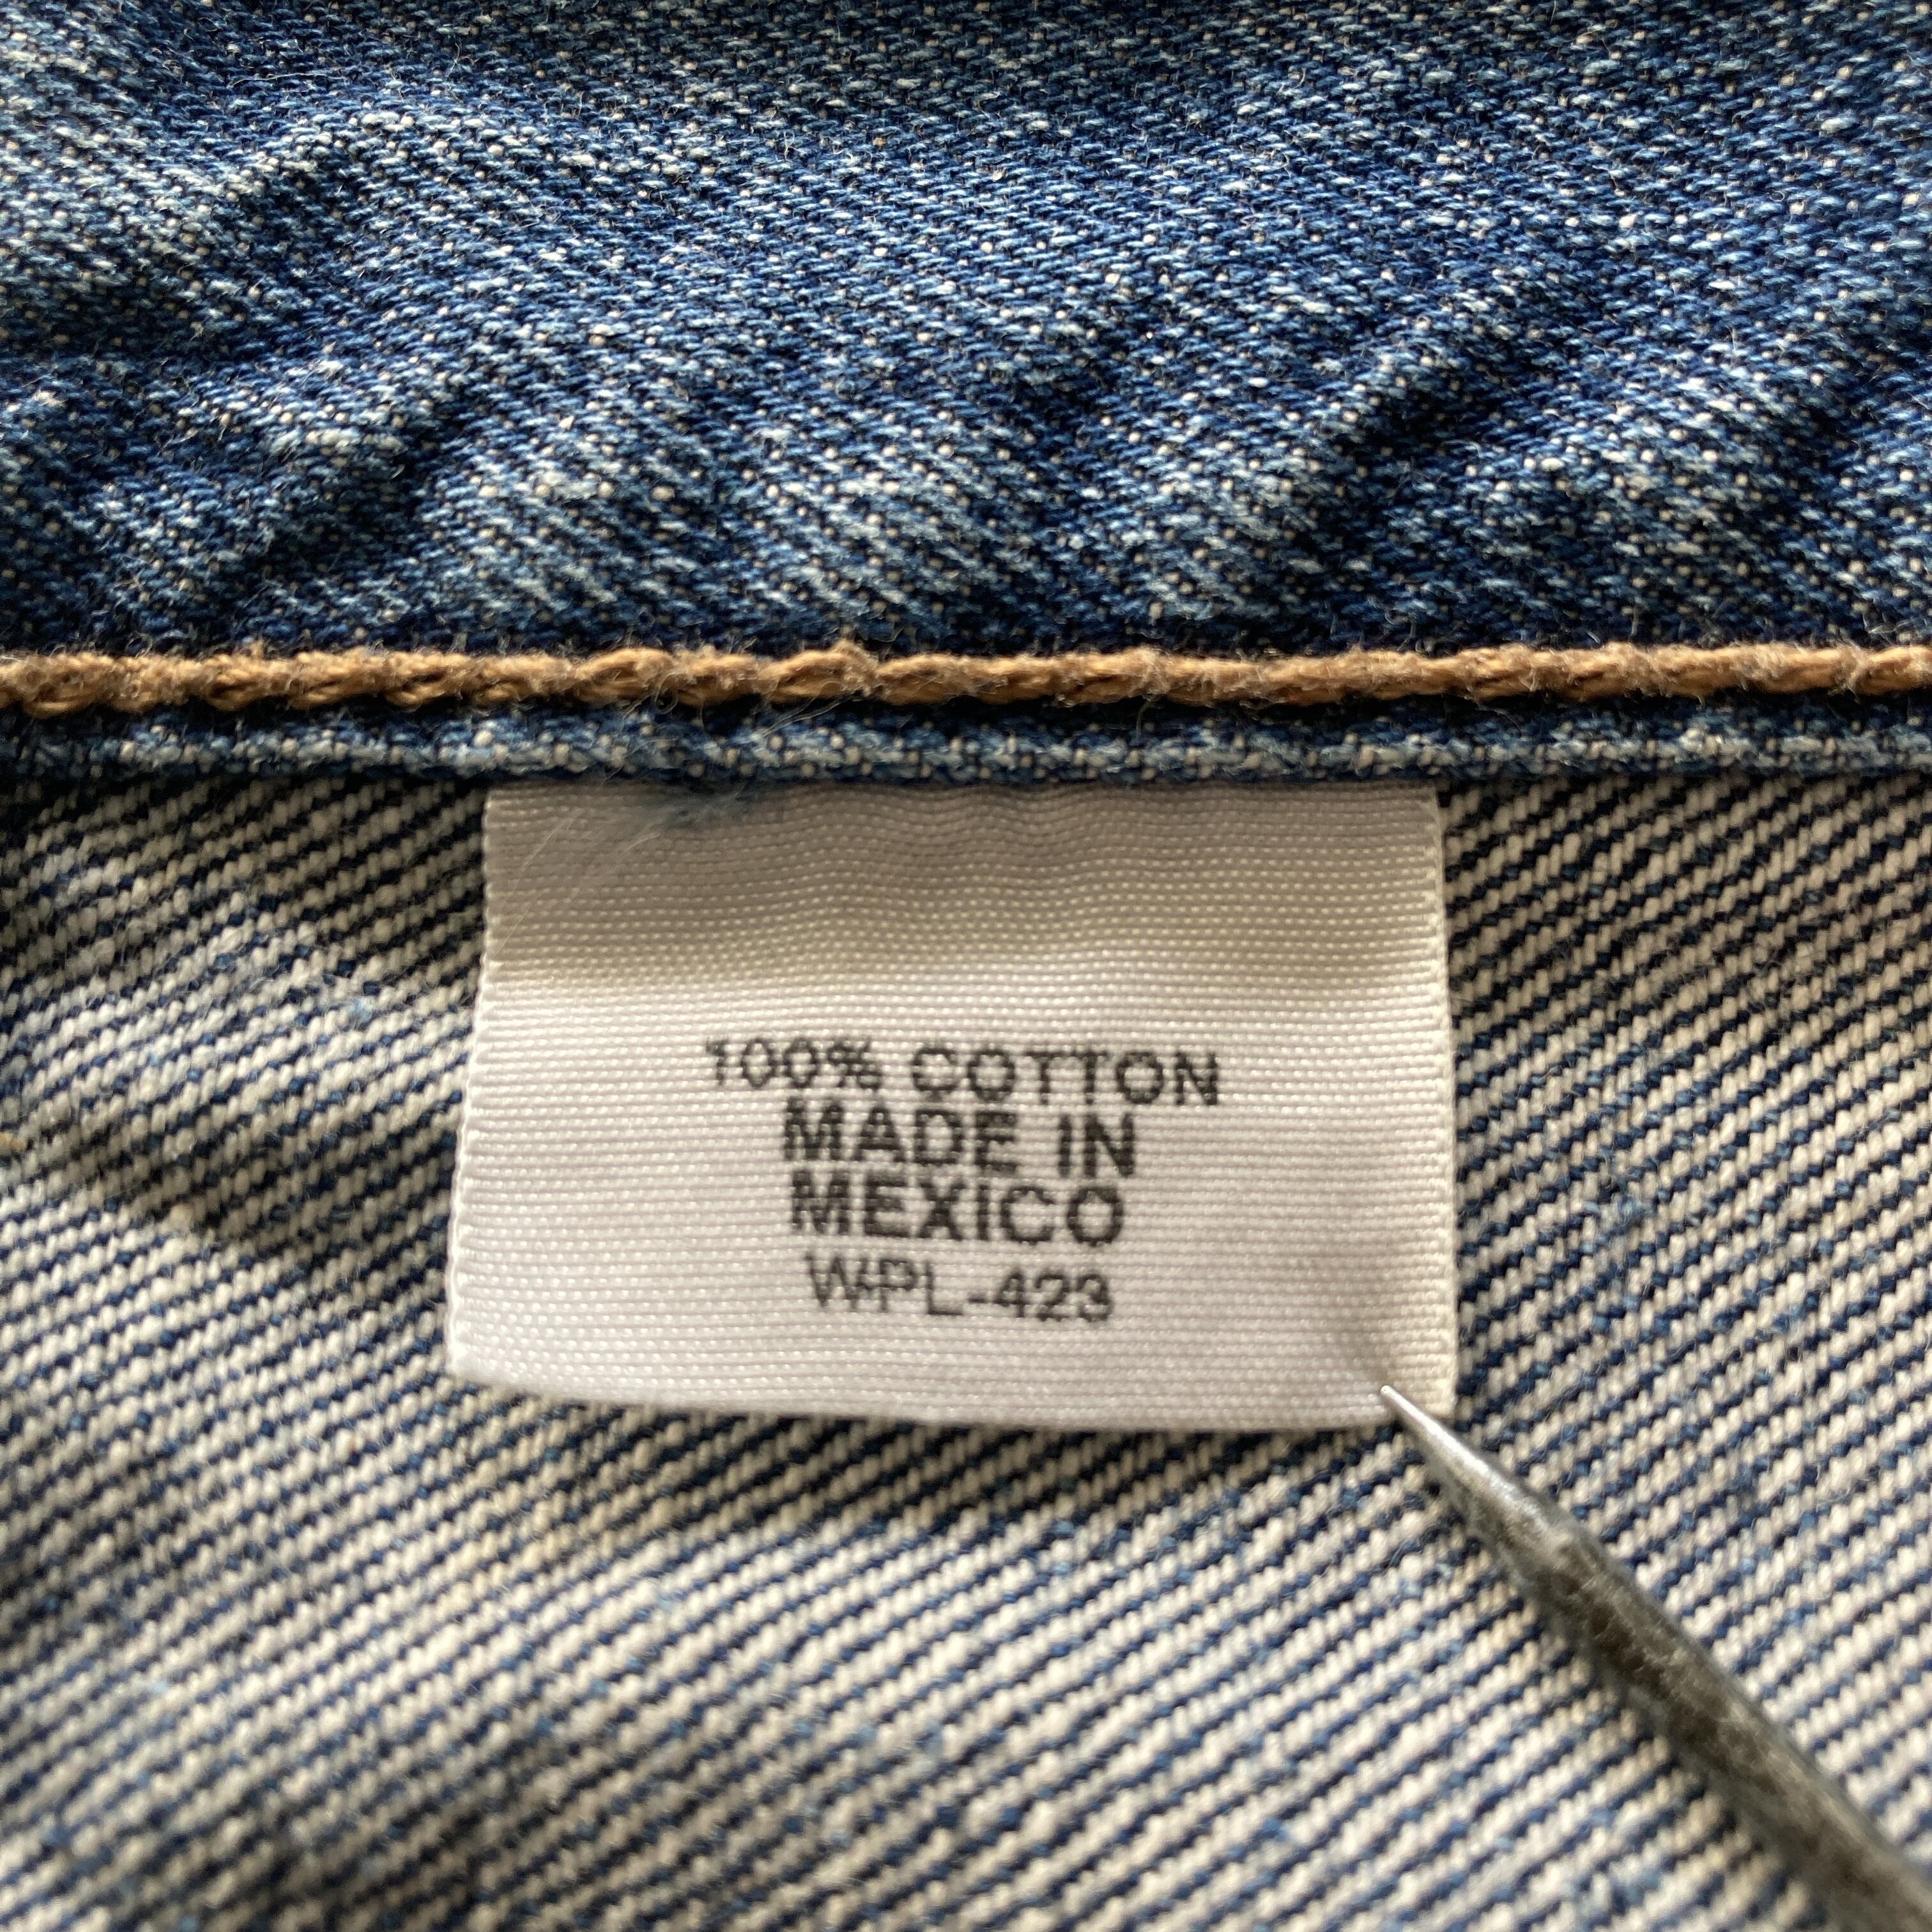 100% COTTON
MADE IN
MEXICO
WPL-423